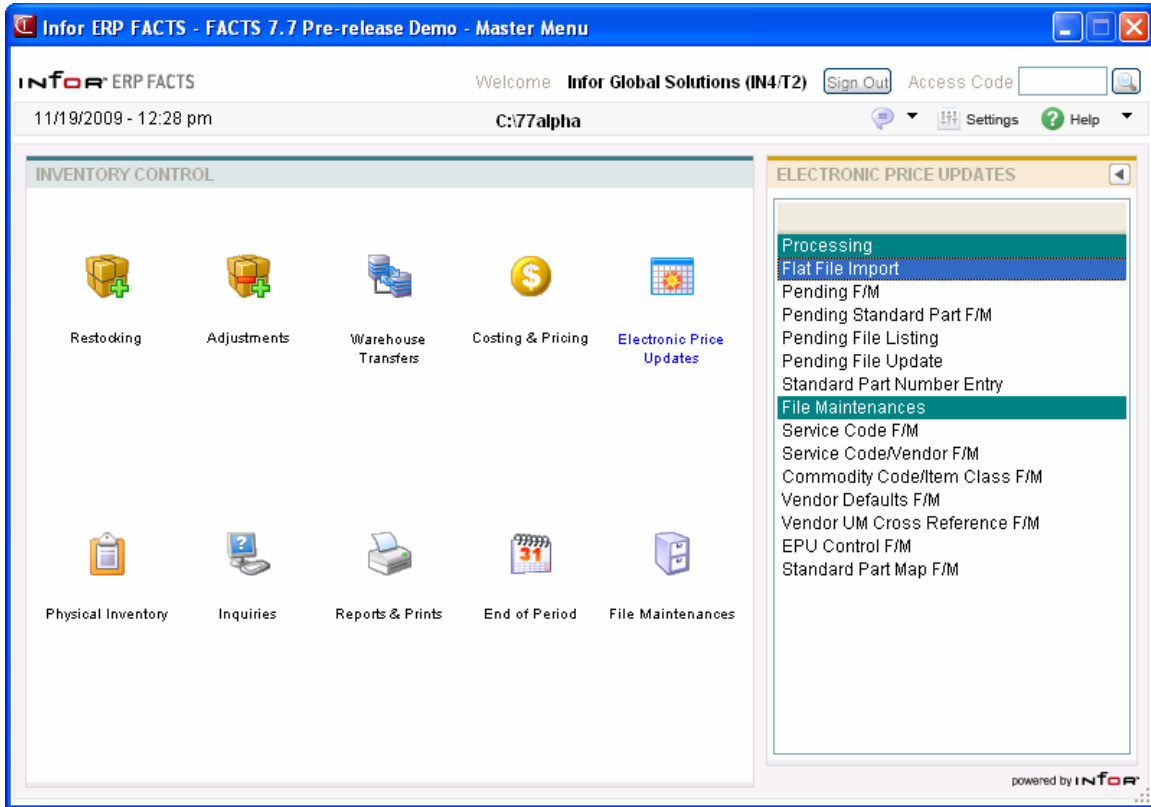 Infor ERP FACTS - FACTS 7.7 Pre-release Demo - Master Menu
INFOR ERP FACTS
Welcome Infor Global Solutions (IN4/T2) Sign Out Access Code
11/19/2009 - 12:28 pm C:\77alpha Settings Help
INVENTORY CONTROL
Restocking Adjustments Warehouse Transfers Costing & Pricing Electronic Price Updates
31
Physical Inventory Inquiries Reports & Prints End of Period File Maintenances
ELECTRONIC PRICE UPDATES
Processing
Flat File Import
Pending F/M
Pending Standard Part F/M
Pending File Listing
Pending File Update
Standard Part Number Entry
File Maintenances
Service Code F/M
Service Code/Vendor F/M
Commodity Code/Item Class F/M
Vendor Defaults F/M
Vendor UM Cross Reference F/M
EPU Control F/M
Standard Part Map F/M
powered by INFOR